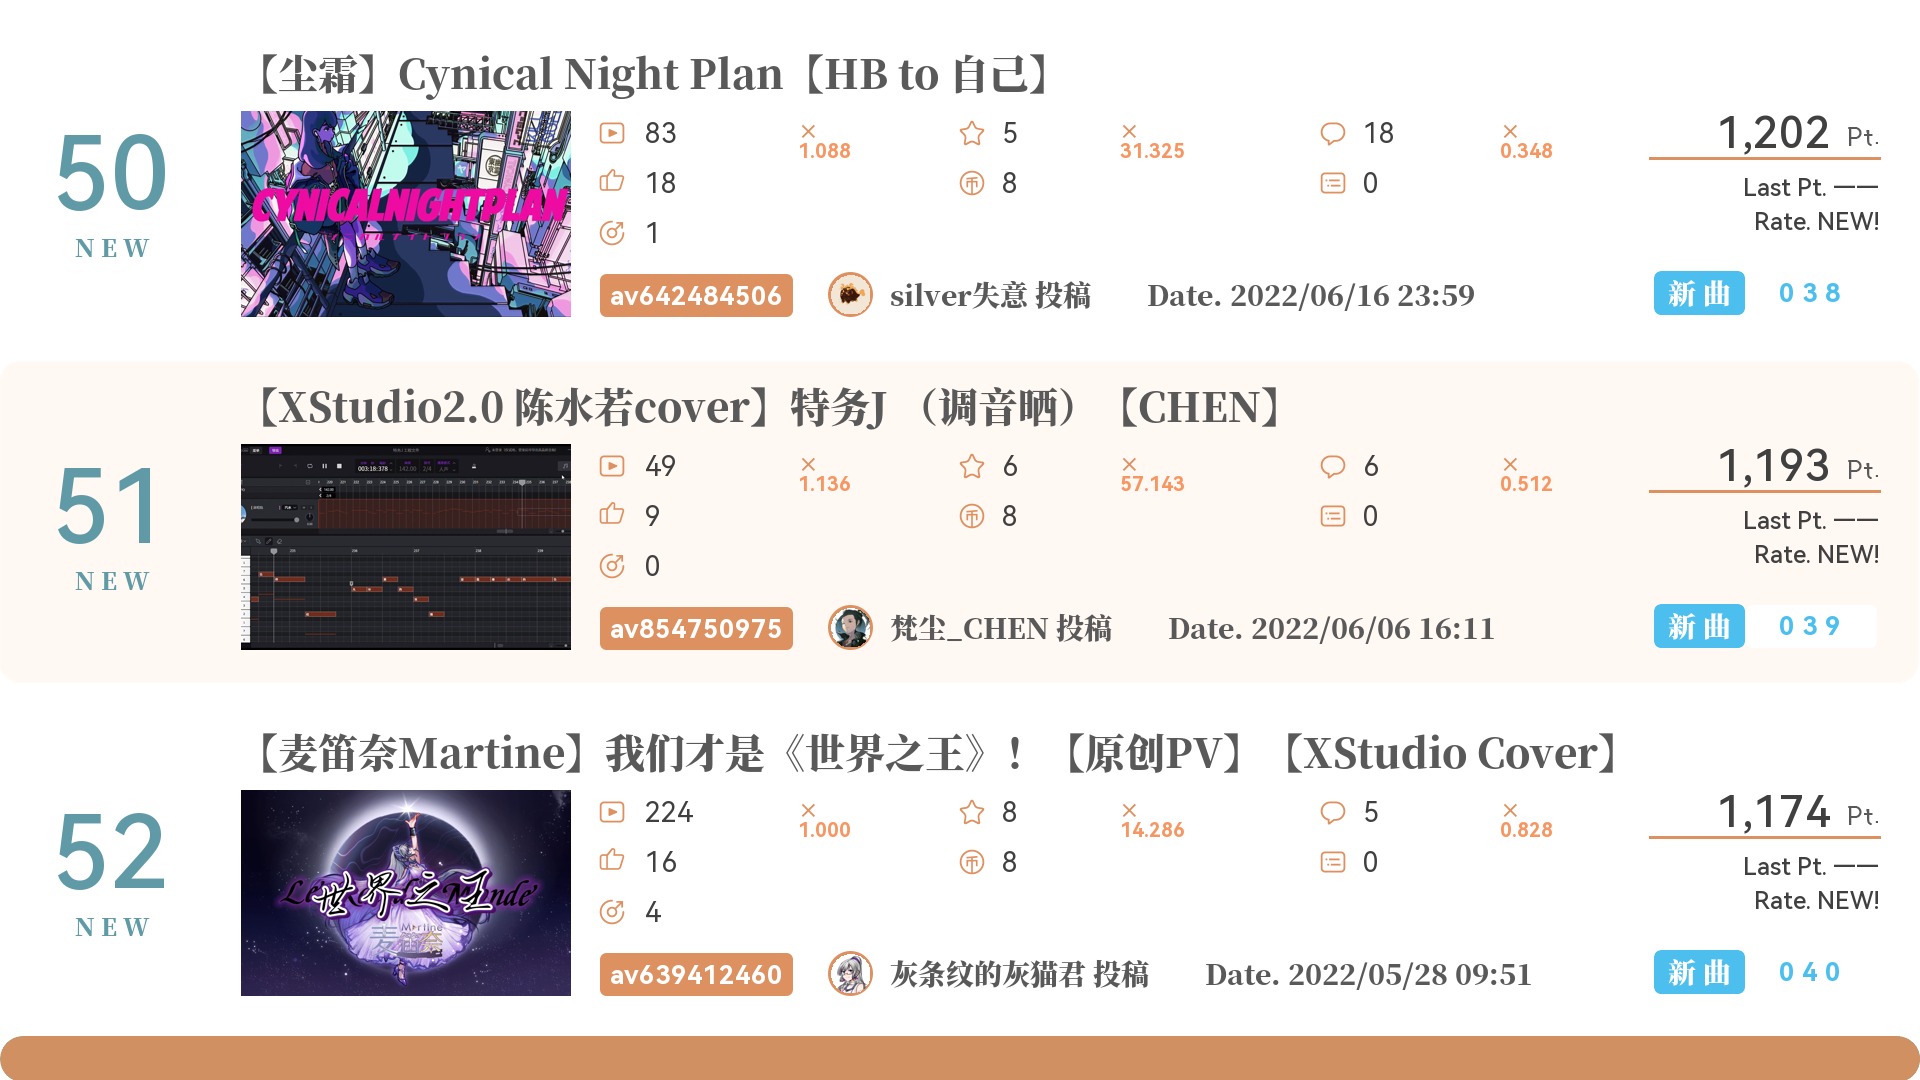 【尘霜】Cynical Night Plan【HB to 自己】
50
NEW
CYNICALNIGHTPLAN
83
×
1.088
5
×
31.325
18
×
0.348
18
8
0
1
1,202 Pt.
Last Pt. ——
Rate. NEW!
av642484506
silver失意 投稿
Date. 2022/06/16 23:59
新曲
038
【XStudio2.0 陈水若cover】特务J （调音晒）【CHEN】
51
NEW
49
×
1.136
6
×
57.143
6
×
0.512
9
8
0
0
1,193 Pt.
Last Pt. ——
Rate. NEW!
av854750975
梵尘_CHEN 投稿
Date. 2022/06/06 16:11
新曲
039
【麦笛奈Martine】我们才是《世界之王》！【原创PV】【XStudio Cover】
52
NEW
世界之王
Martine
麦笛奈
224
×
1.000
8
×
14.286
5
×
0.828
16
8
0
4
1,174 Pt.
Last Pt. ——
Rate. NEW!
av639412460
灰条纹的灰猫君 投稿
Date. 2022/05/28 09:51
新曲
040